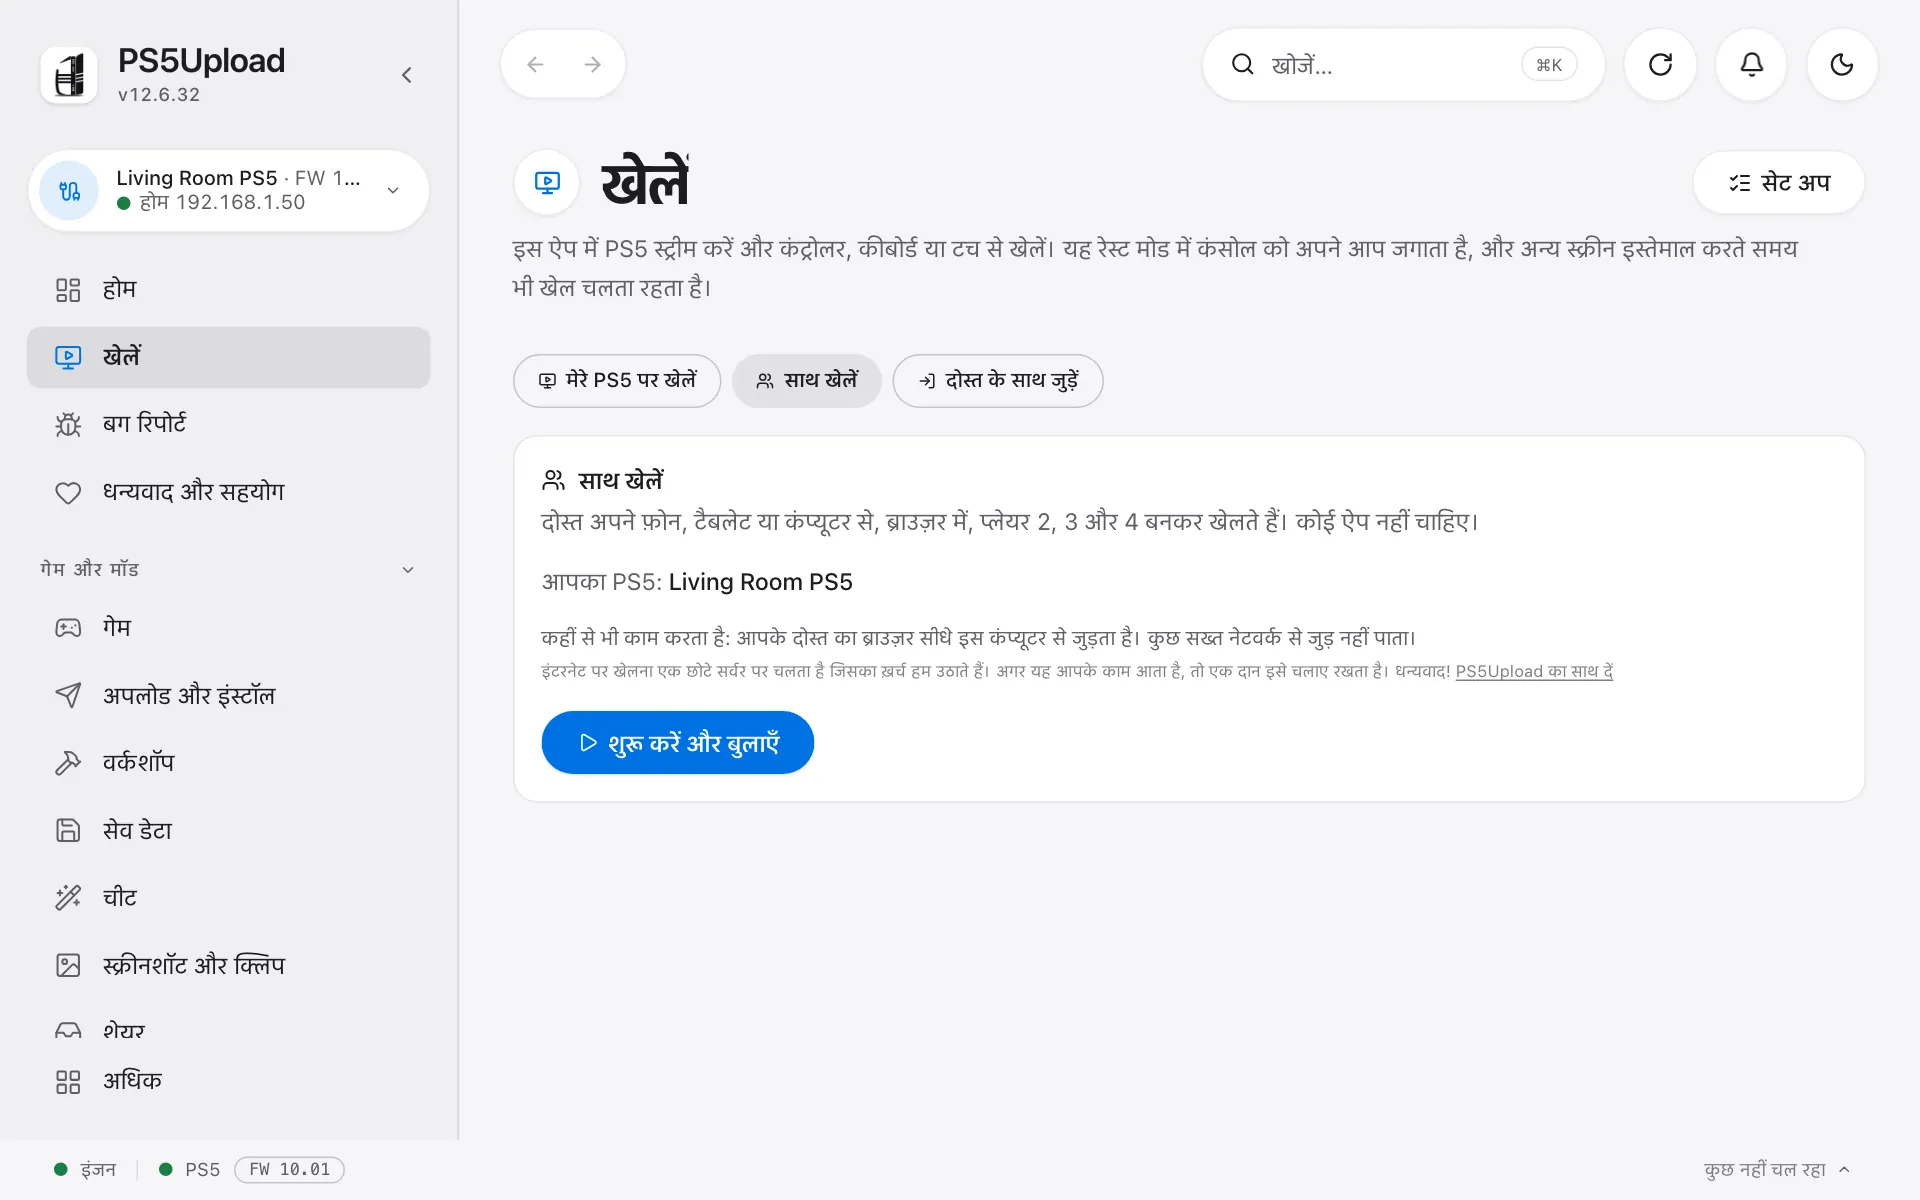 PS5Upload
v12.6.32
Living Room PS5 · FW 1...
होम 192.168.1.50
होम
खेलें
बग रिपोर्ट
धन्यवाद और सहयोग
गेम और मॉड
गेम
अपलोड और इंस्टॉल
वर्कशॉप
सेव डेटा
चीट
स्क्रीनशॉट और क्लिप
शेयर
अधिक
खोजें...
⌘K
खेलें
सेट अप
इस ऐप में PS5 स्ट्रीम करें और कंट्रोलर, कीबोर्ड या टच से खेलें। यह रेस्ट मोड में कंसोल को अपने आप जगाता है, और अन्य स्क्रीन इस्तेमाल करते समय
भी खेल चलता रहता है।
मेरे PS5 पर खेलें
साथ खेलें
दोस्त के साथ जुड़ें
साथ खेलें
दोस्त अपने फ़ोन, टैबलेट या कंप्यूटर से, ब्राउज़र में, प्लेयर 2, 3 और 4 बनकर खेलते हैं। कोई ऐप नहीं चाहिए।
आपका PS5: Living Room PS5
कहीं से भी काम करता है: आपके दोस्त का ब्राउज़र सीधे इस कंप्यूटर से जुड़ता है। कुछ सख्त नेटवर्क से जुड़ नहीं पाता।
इंटरनेट पर खेलना एक छोटे सर्वर पर चलता है जिसका ख़र्च हम उठाते हैं। अगर यह आपके काम आता है, तो एक दान इसे चलाए रखता है। धन्यवाद! PS5Upload का साथ दें
शुरू करें और बुलाएँ
इंजन
PS5
FW 10.01
कुछ नहीं चल रहा